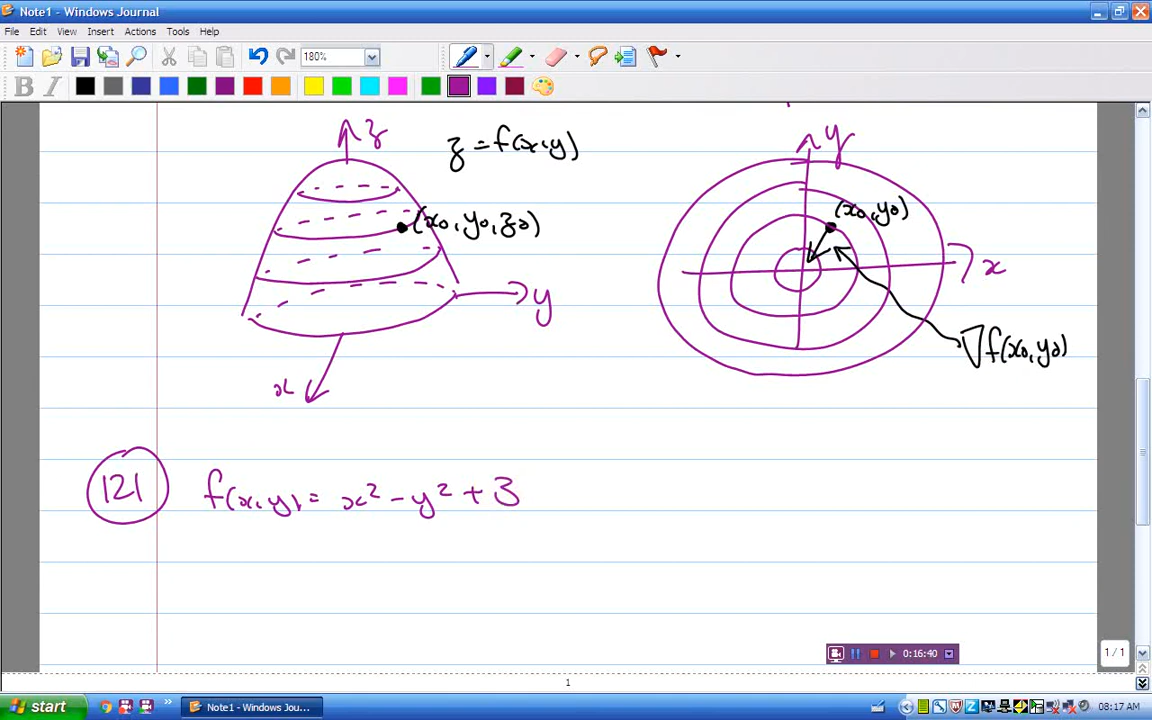 Note1 - Windows Journal
File Edit View Insert Actions Tools Help
180%
B I
z
z = f(x,y)
(x0, y0, z0)
y
x
y
(x0, y0)
x
∇f(x0, y0)
121 f(x,y) = x² - y² + 3
0:16:40
1 / 1
1
start
Note1 - Windows Jou...
08:17 AM